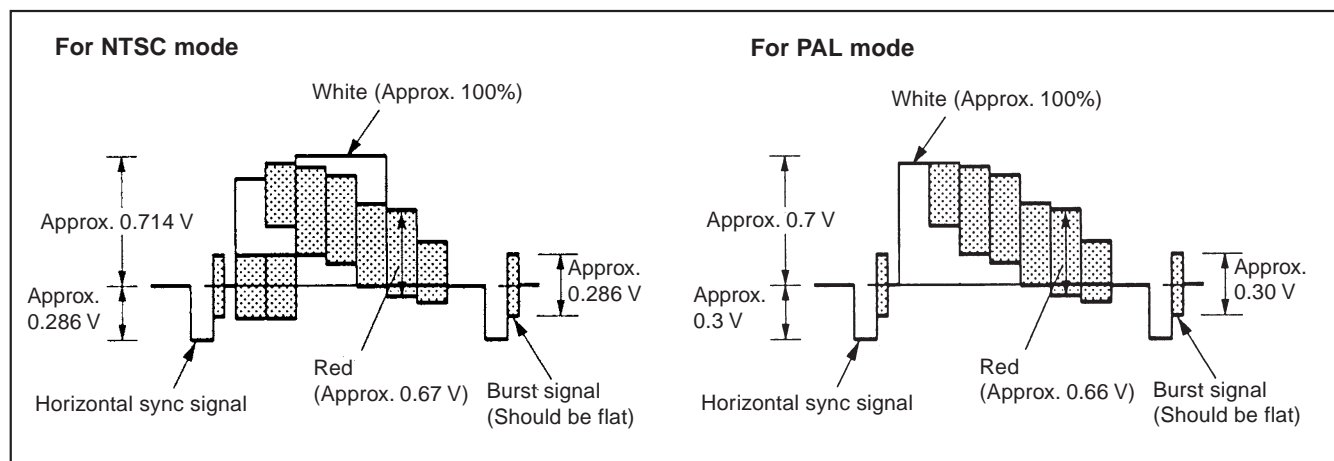 For NTSC mode
White (Approx. 100%)
Approx. 0.714 V
Approx.
0.286 V
Approx.
0.286 V
Red
(Approx. 0.67 V)
Horizontal sync signal
Burst signal
(Should be flat)
For PAL mode
White (Approx. 100%)
Approx. 0.7 V
Approx.
0.3 V
Approx.
0.30 V
Red
(Approx. 0.66 V)
Horizontal sync signal
Burst signal
(Should be flat)